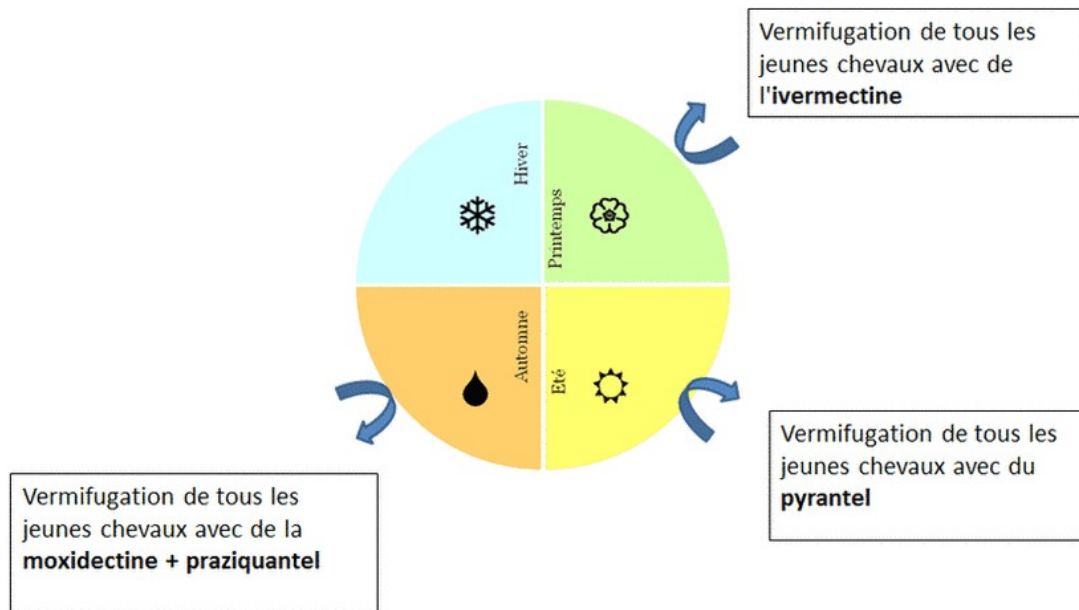 Vermifugation de tous les
jeunes chevaux avec de
l'ivermectine
Hiver
Printemps
Automne
Eté
Vermifugation de tous les
jeunes chevaux avec du
pyrantel
Vermifugation de tous les
jeunes chevaux avec de la
moxidectine + praziquantel